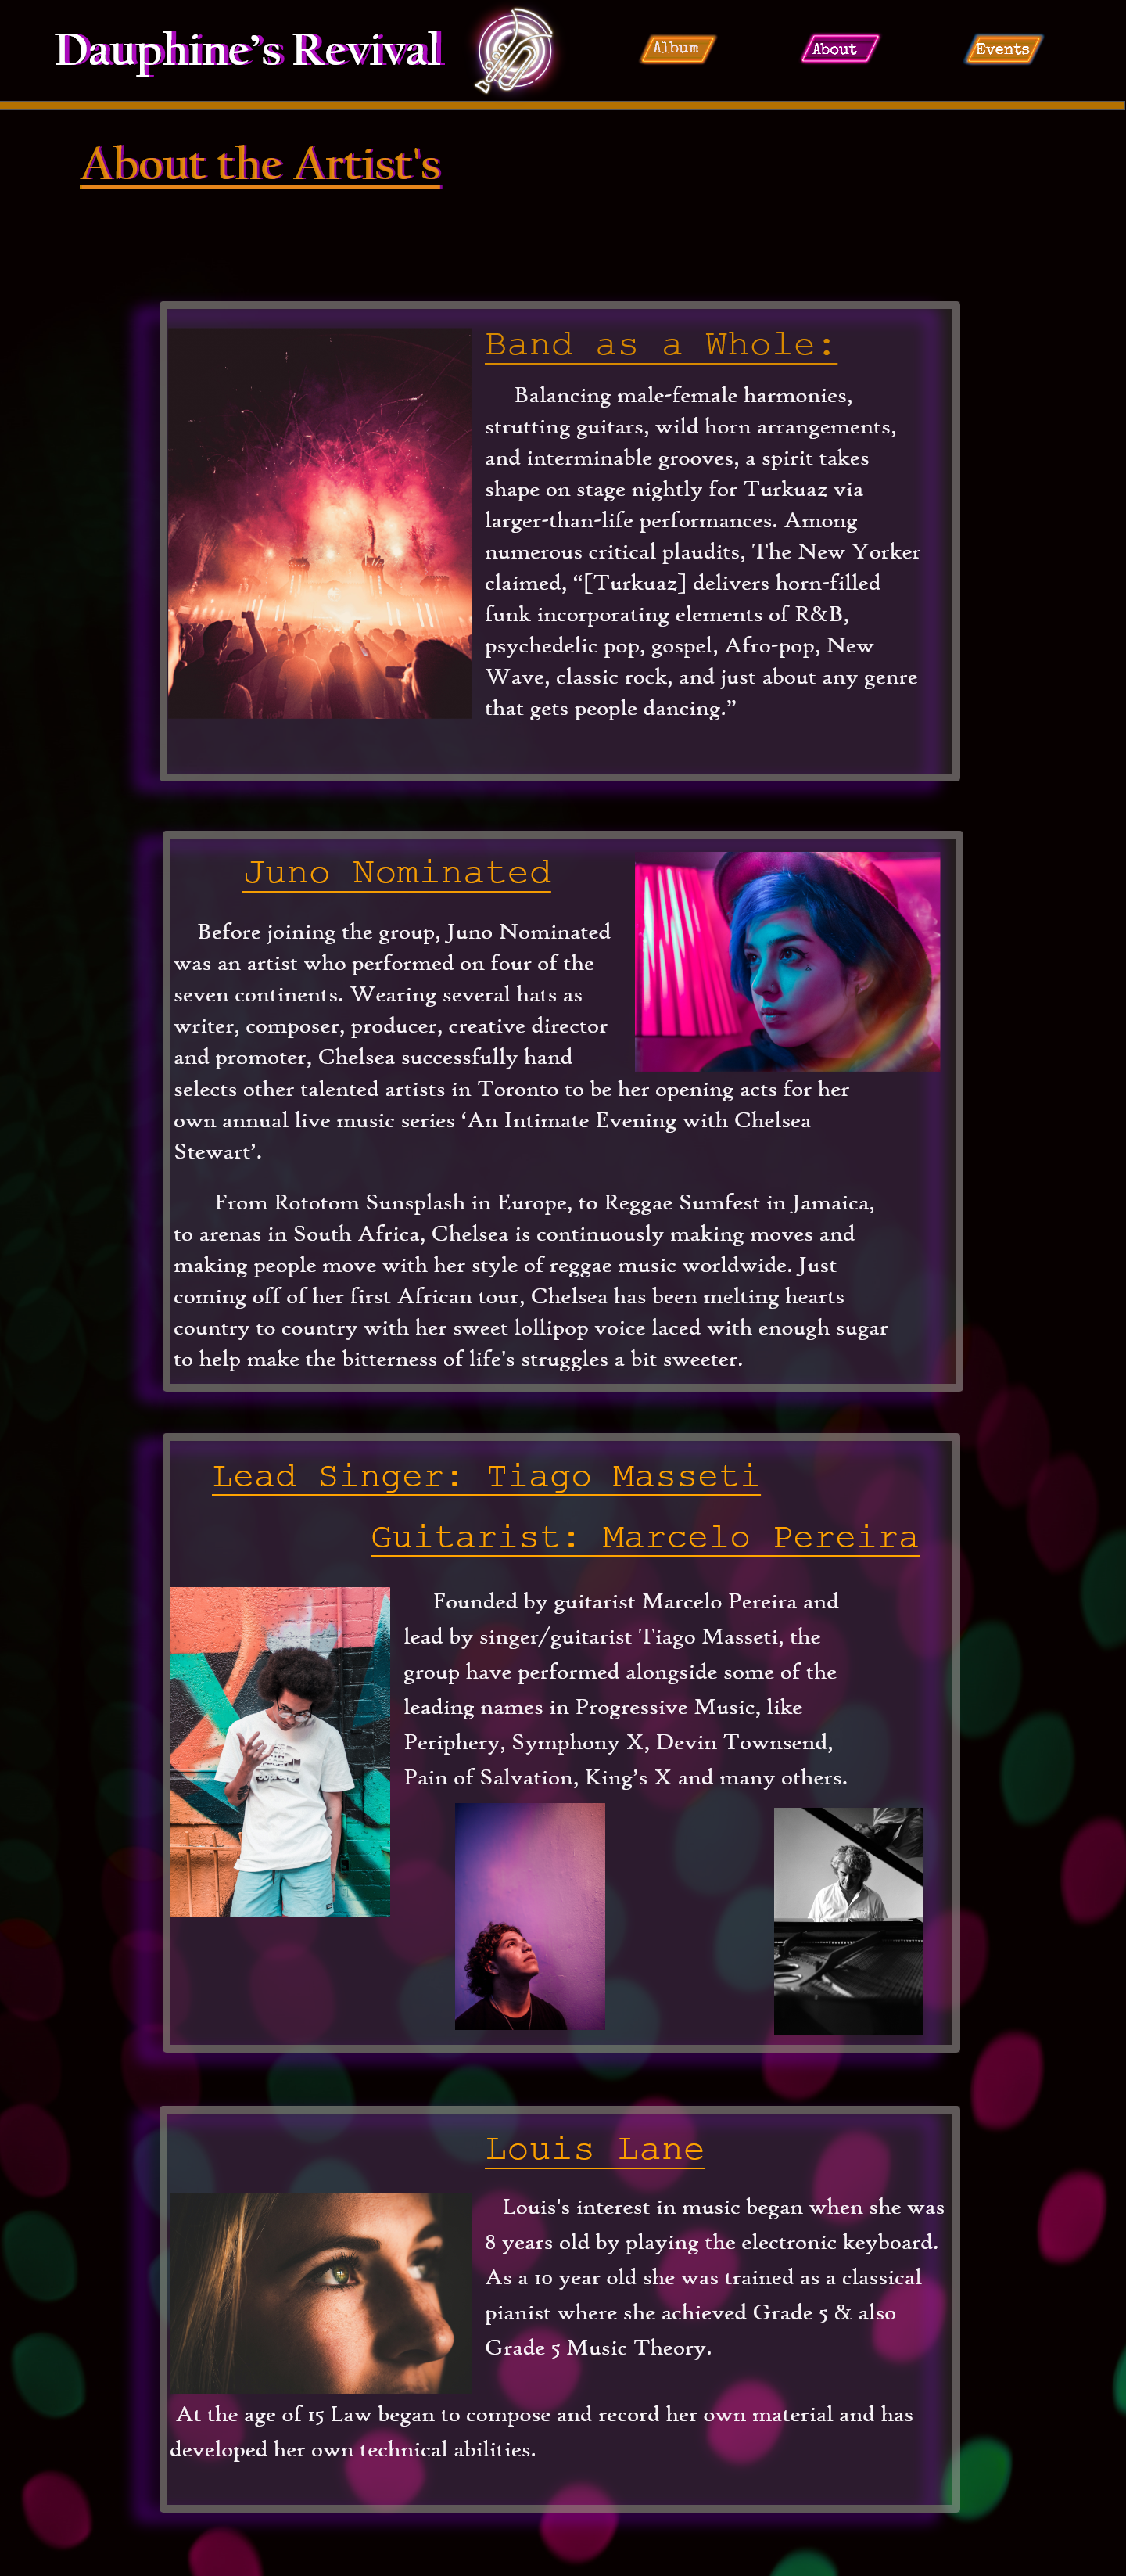 Dauphine’s Revival
Album
About
Events
About the Artist's
Band as a Whole:
Balancing male-female harmonies,
strutting guitars, wild horn arrangements,
and interminable grooves, a spirit takes
shape on stage nightly for Turkuaz via
larger-than-life performances. Among
numerous critical plaudits, The New Yorker
claimed, “[Turkuaz] delivers horn-filled
funk incorporating elements of R&B,
psychedelic pop, gospel, Afro-pop, New
Wave, classic rock, and just about any genre
that gets people dancing.”
Juno Nominated
Before joining the group, Juno Nominated
was an artist who performed on four of the
seven continents. Wearing several hats as
writer, composer, producer, creative director
and promoter, Chelsea successfully hand
selects other talented artists in Toronto to be her opening acts for her
own annual live music series ‘An Intimate Evening with Chelsea
Stewart’.
From Rototom Sunsplash in Europe, to Reggae Sumfest in Jamaica,
to arenas in South Africa, Chelsea is continuously making moves and
making people move with her style of reggae music worldwide. Just
coming off of her first African tour, Chelsea has been melting hearts
country to country with her sweet lollipop voice laced with enough sugar
to help make the bitterness of life's struggles a bit sweeter.
Lead Singer: Tiago Masseti
Guitarist: Marcelo Pereira
Founded by guitarist Marcelo Pereira and
lead by singer/guitarist Tiago Masseti, the
group have performed alongside some of the
leading names in Progressive Music, like
Periphery, Symphony X, Devin Townsend,
Pain of Salvation, King’s X and many others.
Louis Lane
Louis's interest in music began when she was
8 years old by playing the electronic keyboard.
As a 10 year old she was trained as a classical
pianist where she achieved Grade 5 & also
Grade 5 Music Theory.
At the age of 15 Law began to compose and record her own material and has
developed her own technical abilities.